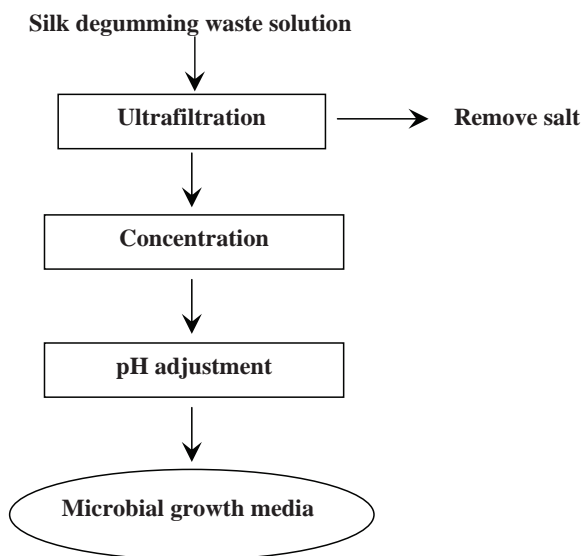 Silk degumming waste solution
Ultrafiltration
Remove salt
Concentration
pH adjustment
Microbial growth media